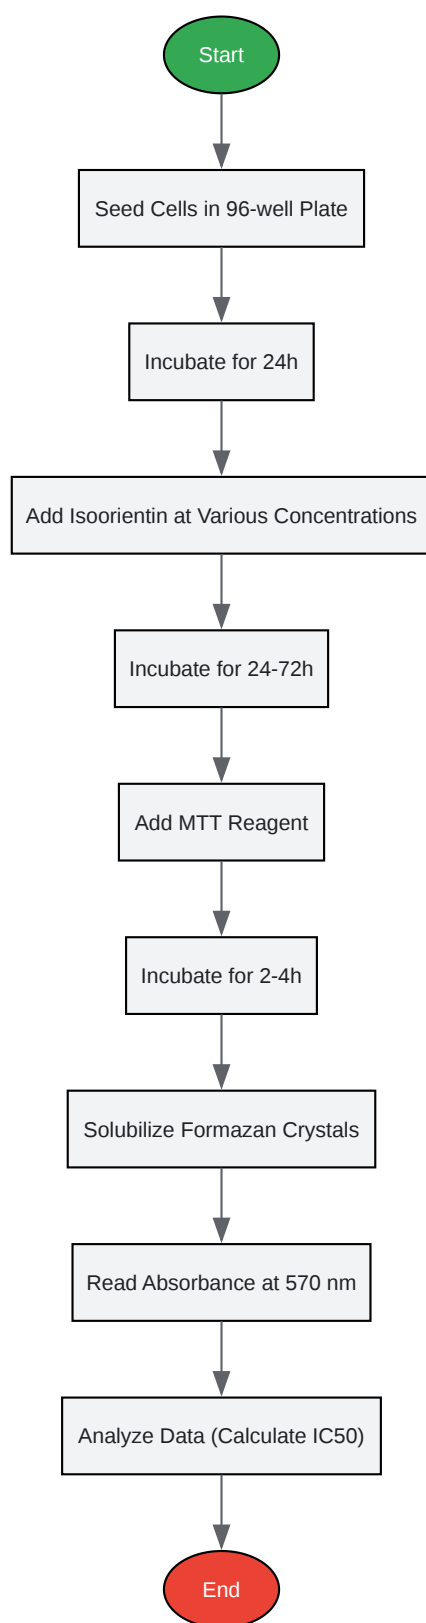 Start
Seed Cells in 96-well Plate
Incubate for 24h
Add Isoorientin at Various Concentrations
Incubate for 24-72h
Add MTT Reagent
Incubate for 2-4h
Solubilize Formazan Crystals
Read Absorbance at 570 nm
Analyze Data (Calculate IC50)
End